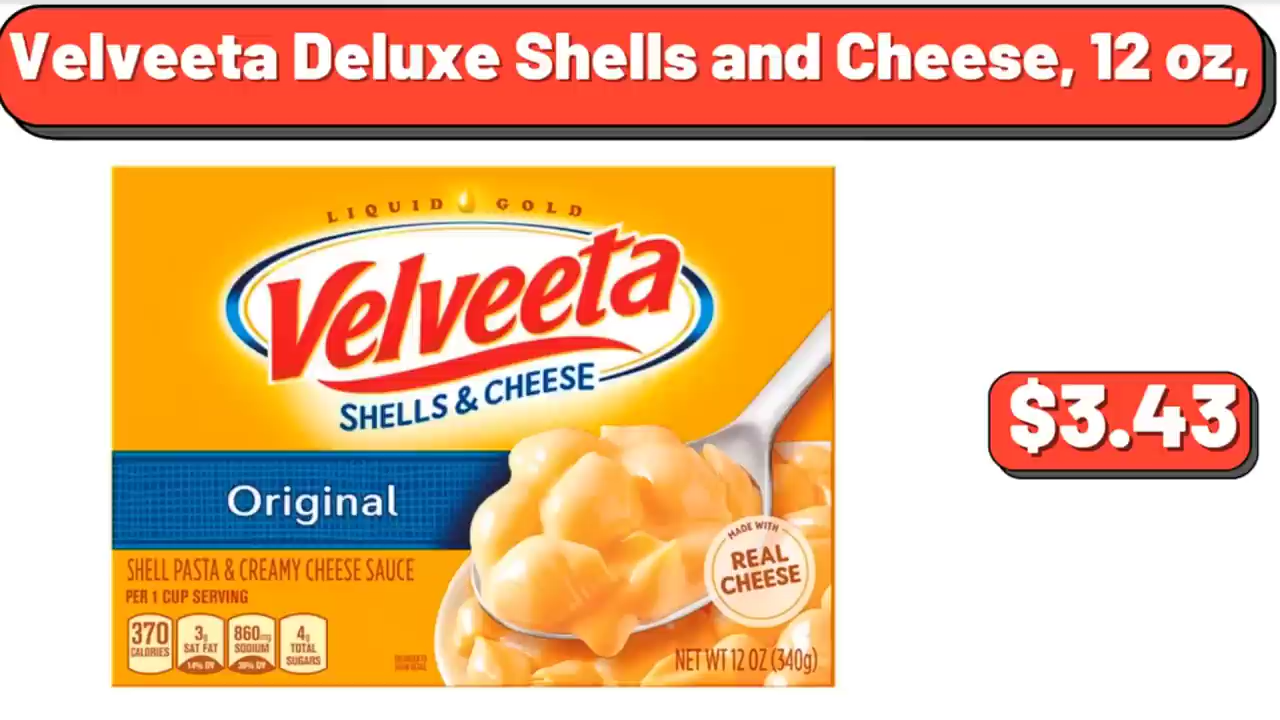 Velveeta Deluxe Shells and Cheese, 12 oz,
LIQUID GOLD
Velveeta
SHELLS & CHEESE
Original
SHELL PASTA & CREAMY CHEESE SAUCE
PER 1 CUP SERVING
370
CALORIES
3g
SAT FAT
14% DV
860mg
SODIUM
4g
TOTAL
SUGARS
MADE WITH
REAL
CHEESE
NET WT 12 OZ (340g)
$3.43